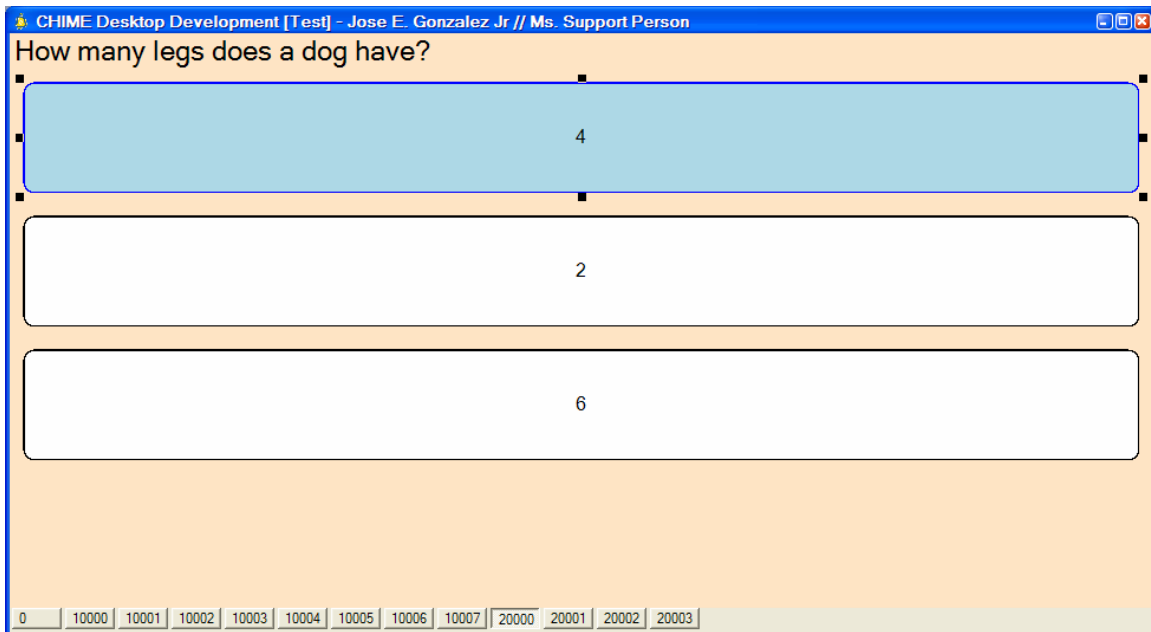 CHIME Desktop Development [Test] - Jose E. Gonzalez Jr // Ms. Support Person
How many legs does a dog have?
4
2
6
0 10000 10001 10002 10003 10004 10005 10006 10007 20000 20001 20002 20003